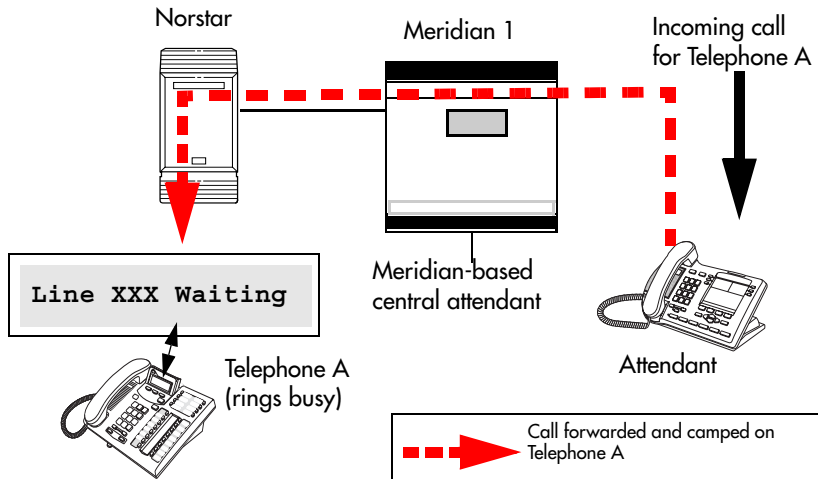 Norstar
Meridian 1
Incoming call
for Telephone A
Line XXX Waiting
Meridian-based
central attendant
Telephone A
(rings busy)
Attendant
Call forwarded and camped on
Telephone A